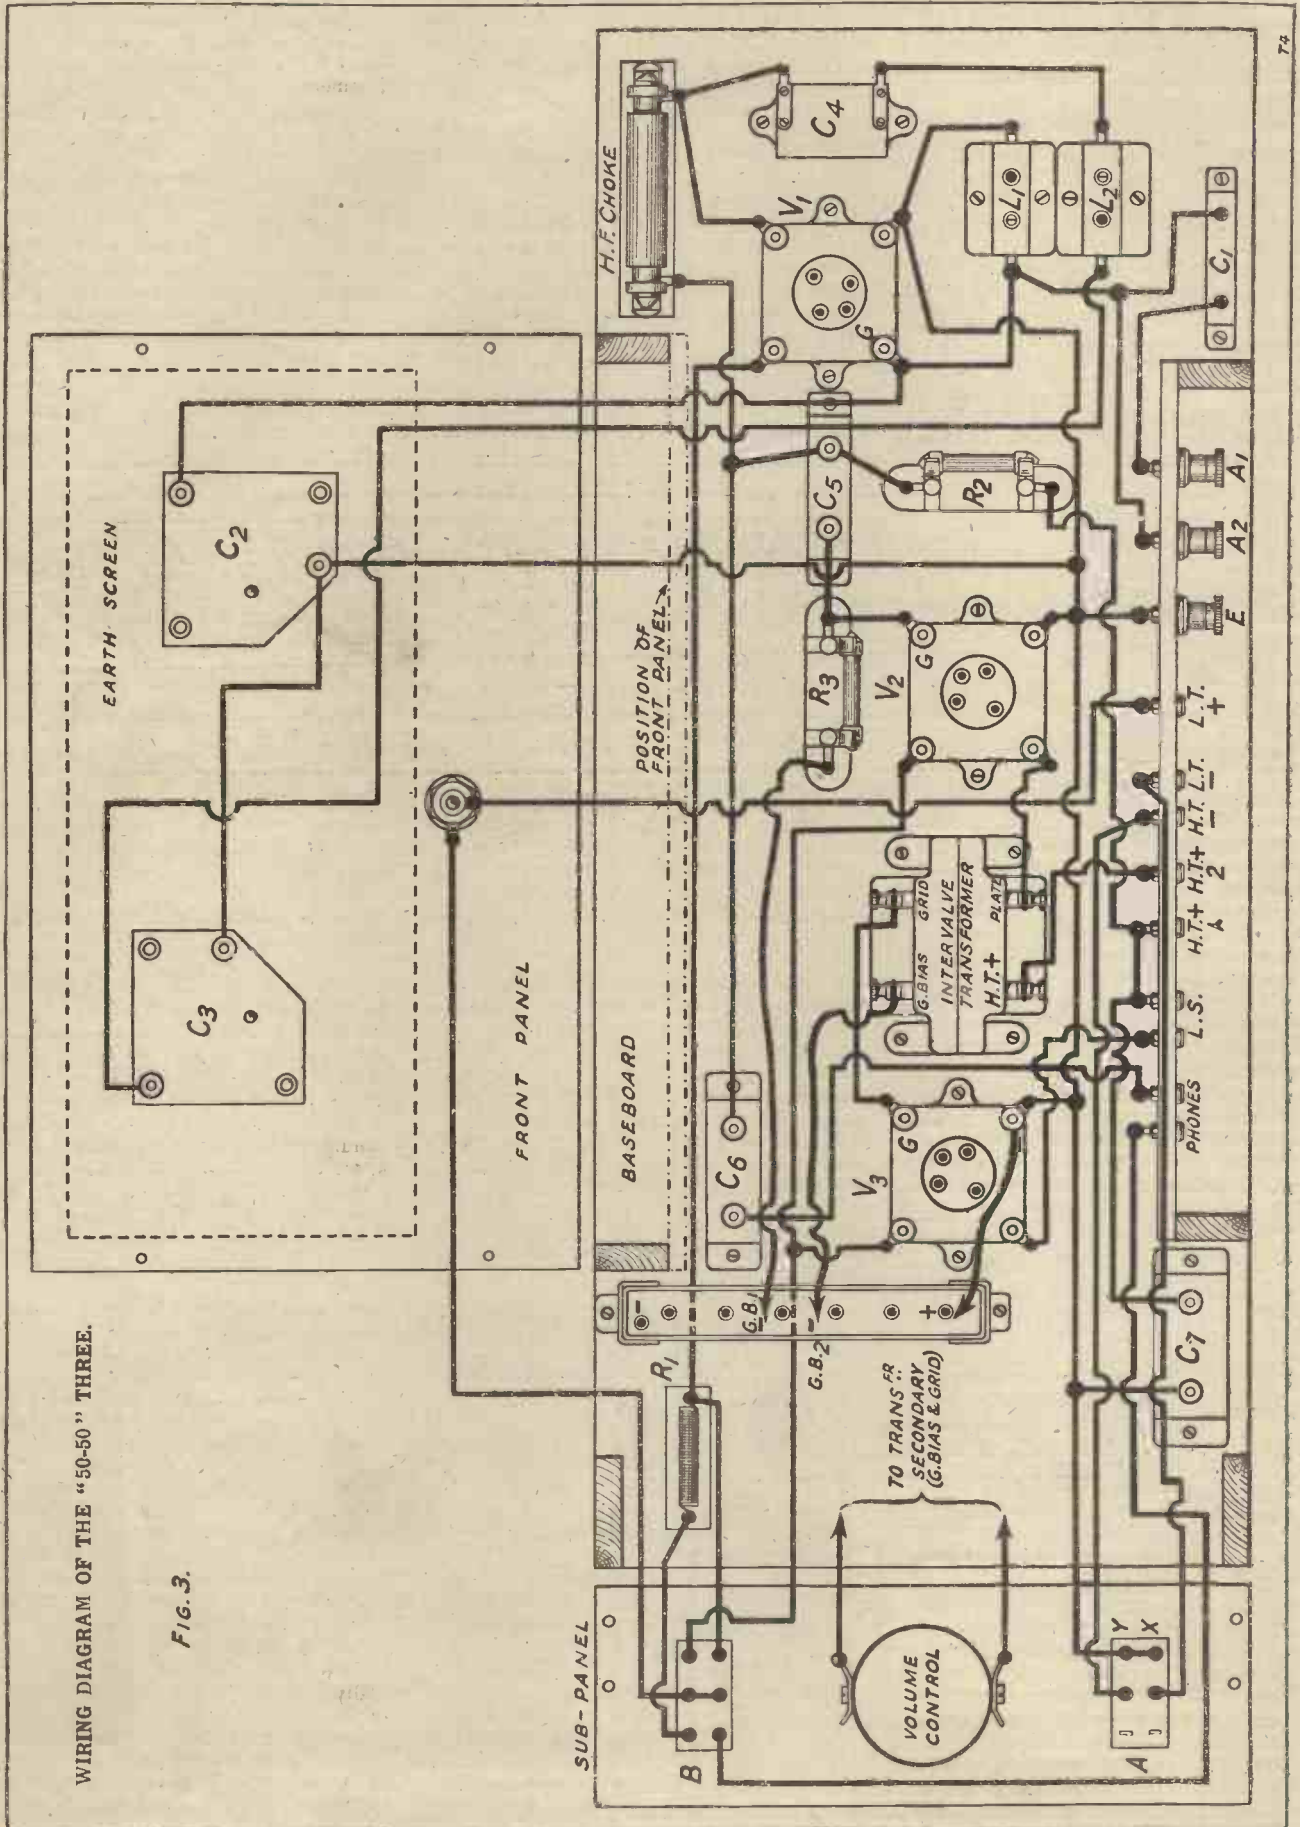 WIRING DIAGRAM OF THE "50-50" THREE.
FIG. 3.
EARTH SCREEN
C2
C3
FRONT PANEL
BASEBOARD
POSITION OF
FRONT PANEL
H.F. CHOKE
C4
V1
G
L1
L2
C1
C5
R2
R3
V2
G
GRID
G.BIAS
INTERVALVE
TRANSFORMER
PLATE
H.T.+
C6
V3
G
R1
-
G.B.1
-
G.B.2
-
+
TO TRANSFR
SECONDARY
(G.BIAS & GRID)
C7
A1
A2
E
L.T.
+
L.T.
-
H.T.
-
H.T.+
2
H.T.+
1
L.S.
PHONES
SUB-PANEL
B
VOLUME
CONTROL
A
Y
X
T4